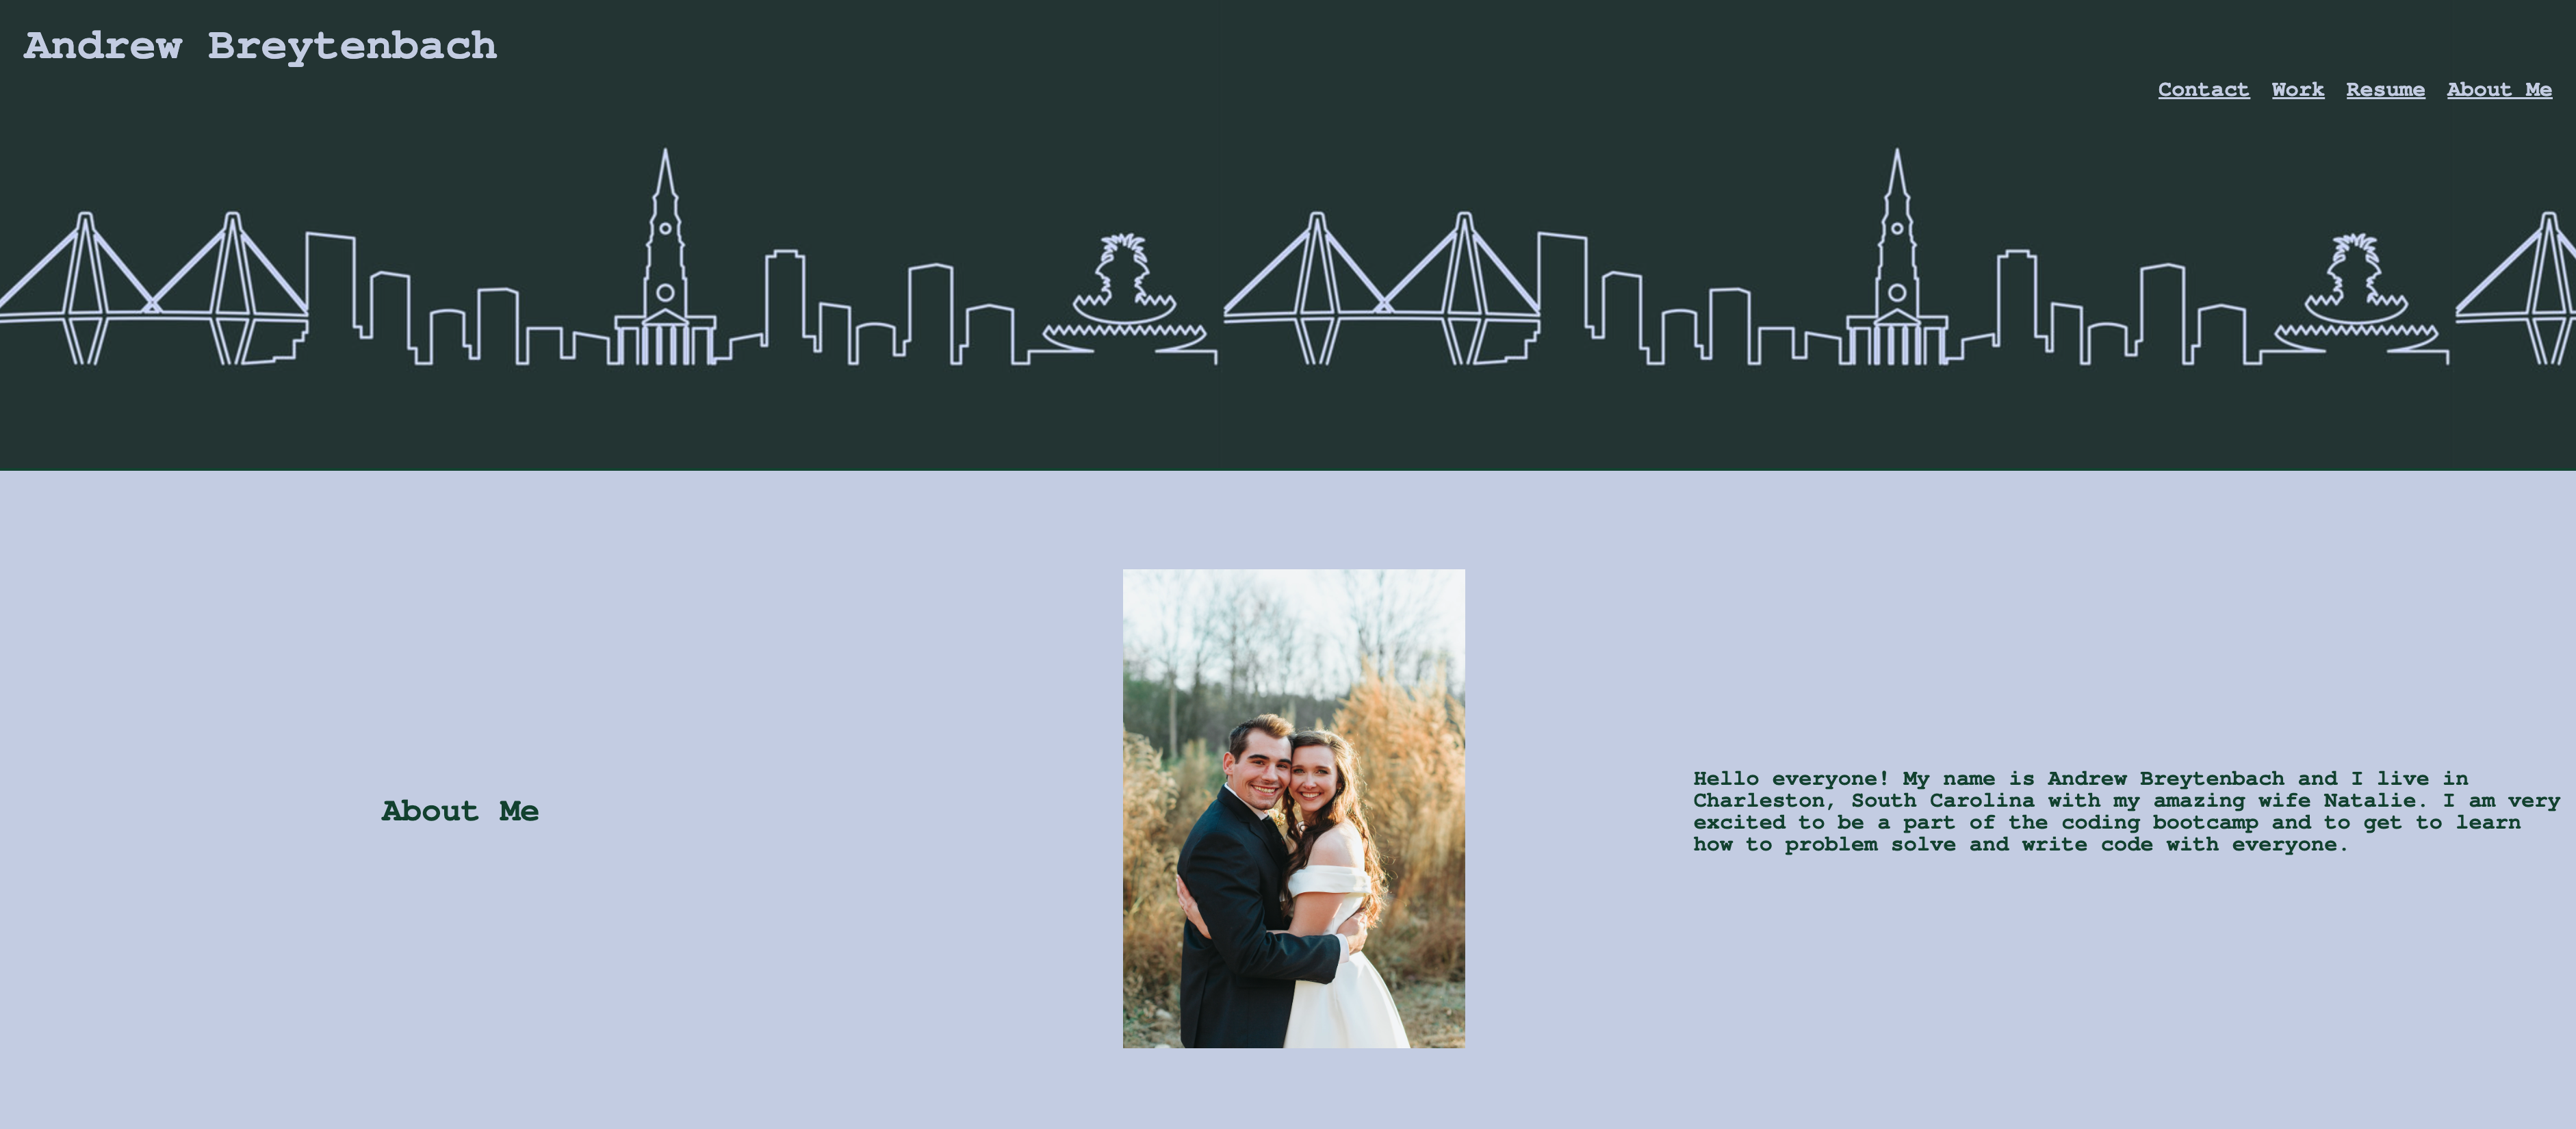 Andrew Breytenbach
Contact Work Resume About Me
About Me
Hello everyone! My name is Andrew Breytenbach and I live in
Charleston, South Carolina with my amazing wife Natalie. I am very
excited to be a part of the coding bootcamp and to get to learn
how to problem solve and write code with everyone.